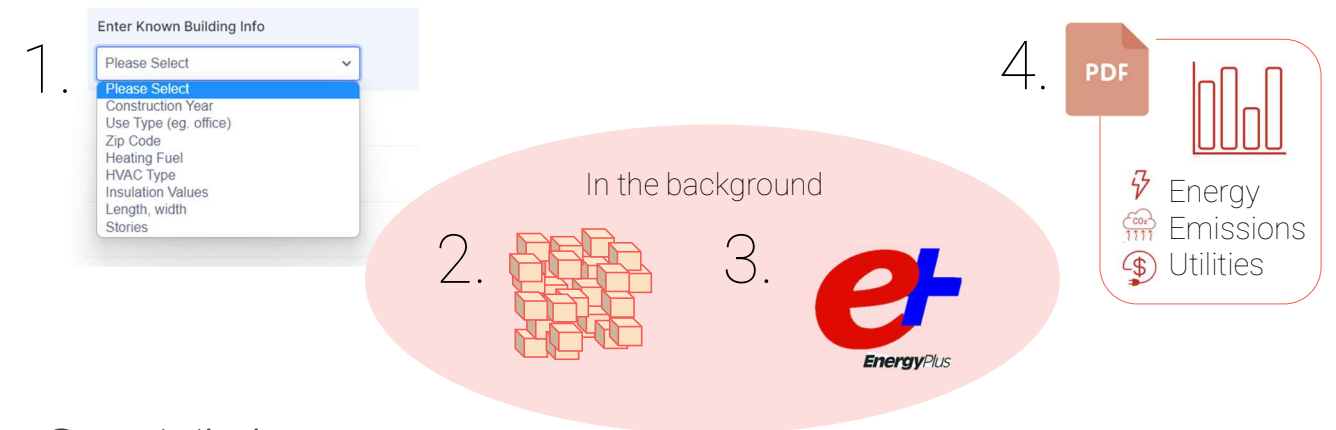 1.
Enter Known Building Info
Please Select
Please Select
Construction Year
Use Type (eg. office)
Zip Code
Heating Fuel
HVAC Type
Insulation Values
Length, width
Stories
In the background
2.
3.
e+
EnergyPlus
4.
PDF
Energy
CO₂
Emissions
$
Utilities